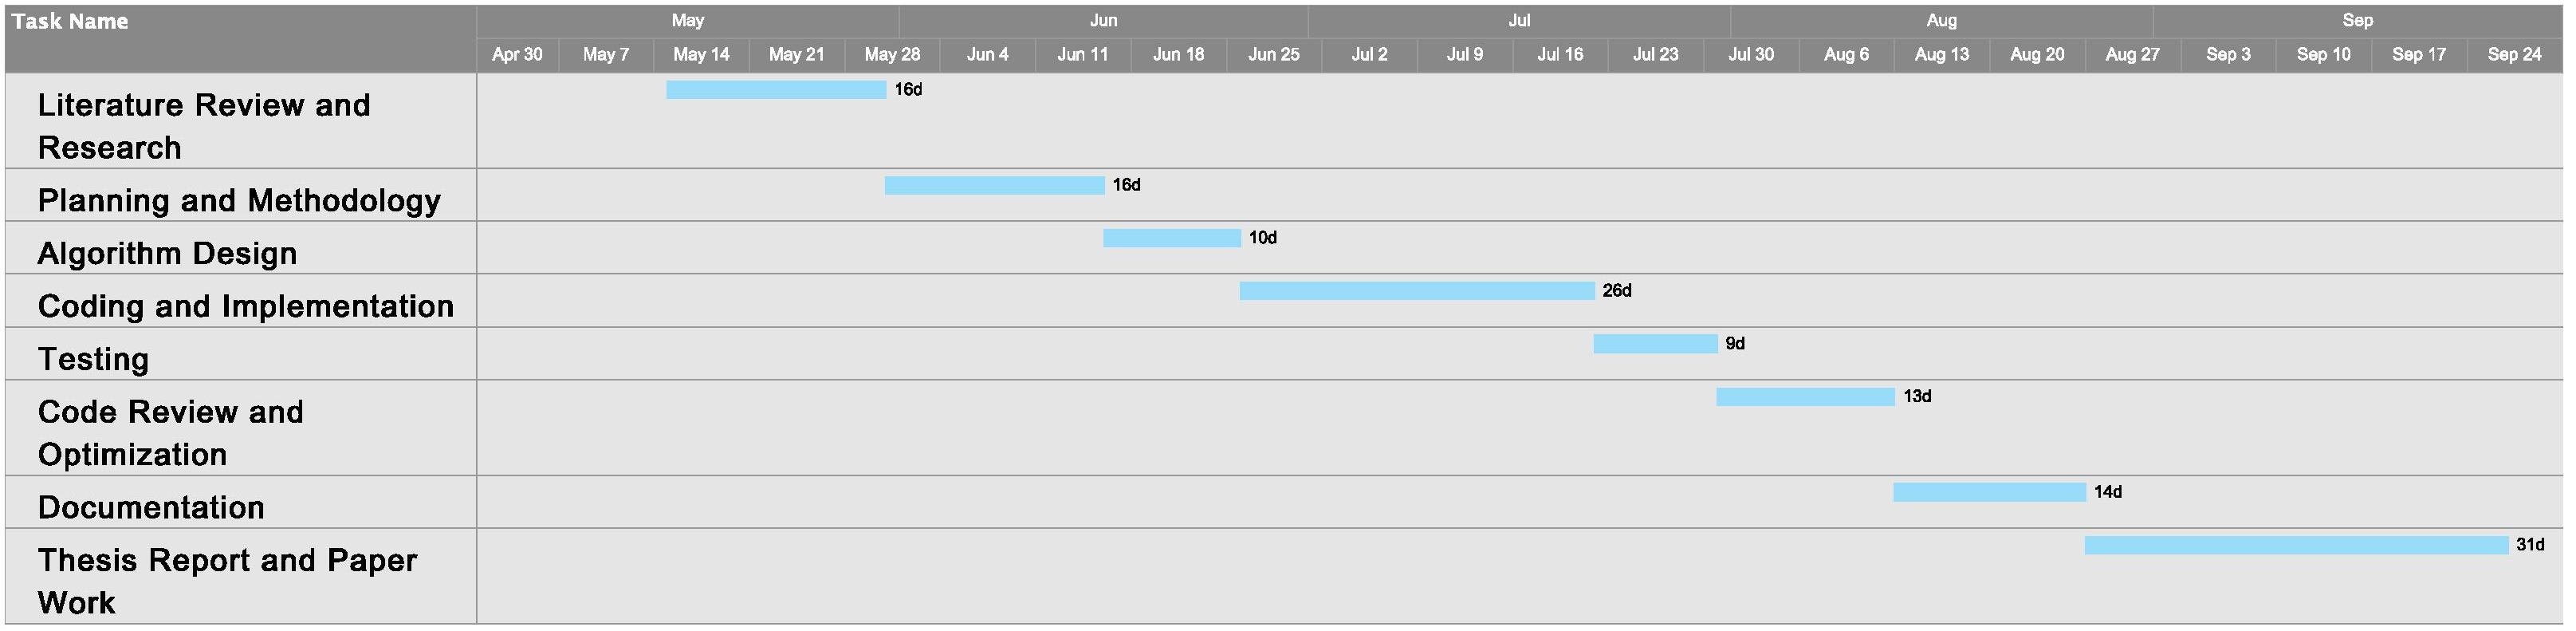 Task Name
May Jun Jul Aug Sep
Apr 30 May 7 May 14 May 21 May 28 Jun 4 Jun 11 Jun 18 Jun 25 Jul 2 Jul 9 Jul 16 Jul 23 Jul 30 Aug 6 Aug 13 Aug 20 Aug 27 Sep 3 Sep 10 Sep 17 Sep 24
Literature Review and
Research
16d
Planning and Methodology
16d
Algorithm Design
10d
Coding and Implementation
26d
Testing
9d
Code Review and
Optimization
13d
Documentation
14d
Thesis Report and Paper
Work
31d